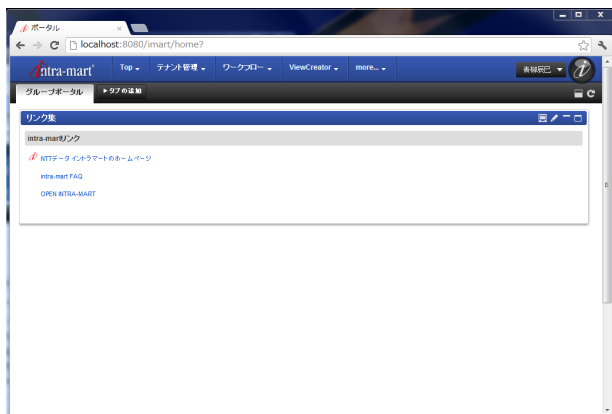 ポータル
localhost:8080/imart/home?
intra-mart
Top テナント管理 ワークフロー ViewCreator more... 青柳辰巳
グループポータル タブの追加
リンク集
intra-martリンク
NTTデータ イントラマートのホームページ
intra-mart FAQ
OPEN INTRA-MART